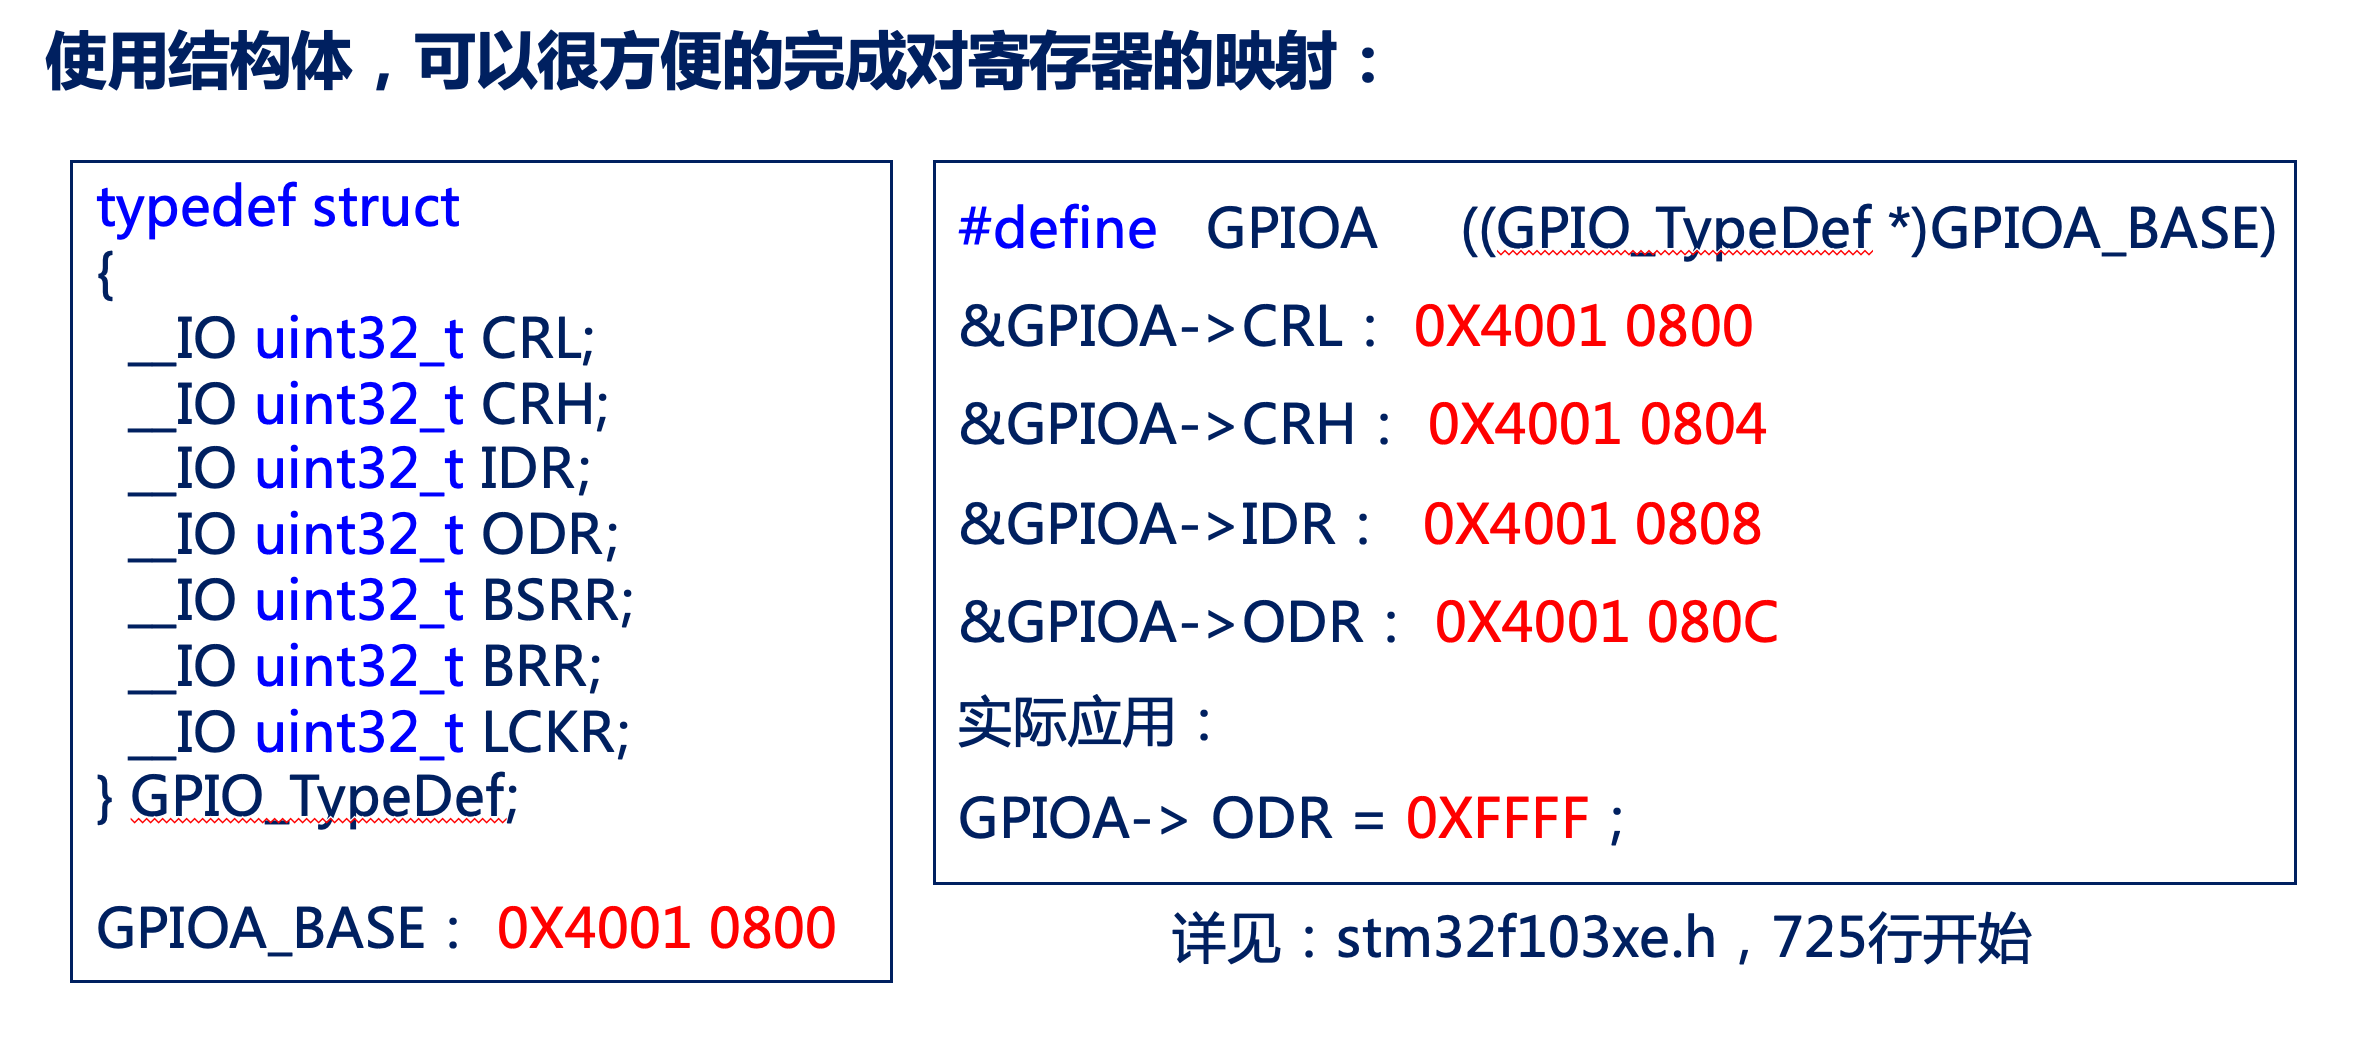 使用结构体，可以很方便的完成对寄存器的映射：
typedef struct
{
__IO uint32_t CRL;
__IO uint32_t CRH;
__IO uint32_t IDR;
__IO uint32_t ODR;
__IO uint32_t BSRR;
__IO uint32_t BRR;
__IO uint32_t LCKR;
} GPIO_TypeDef;
GPIOA_BASE： 0X4001 0800
#define GPIOA ((GPIO_TypeDef *)GPIOA_BASE)
&GPIOA->CRL： 0X4001 0800
&GPIOA->CRH： 0X4001 0804
&GPIOA->IDR： 0X4001 0808
&GPIOA->ODR： 0X4001 080C
实际应用：
GPIOA-> ODR = 0XFFFF；
详见：stm32f103xe.h，725行开始